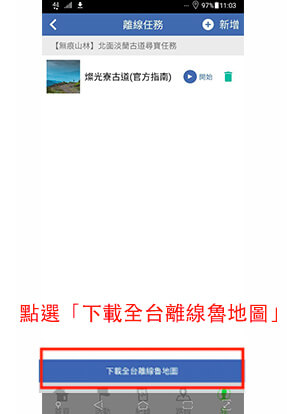 97% 11:03
離線任務
新增
【無痕山林】北面淡蘭古道尋寶任務
燦光寮古道(官方指南)
開始
點選「下載全台離線魯地圖」
下載全台離線魯地圖